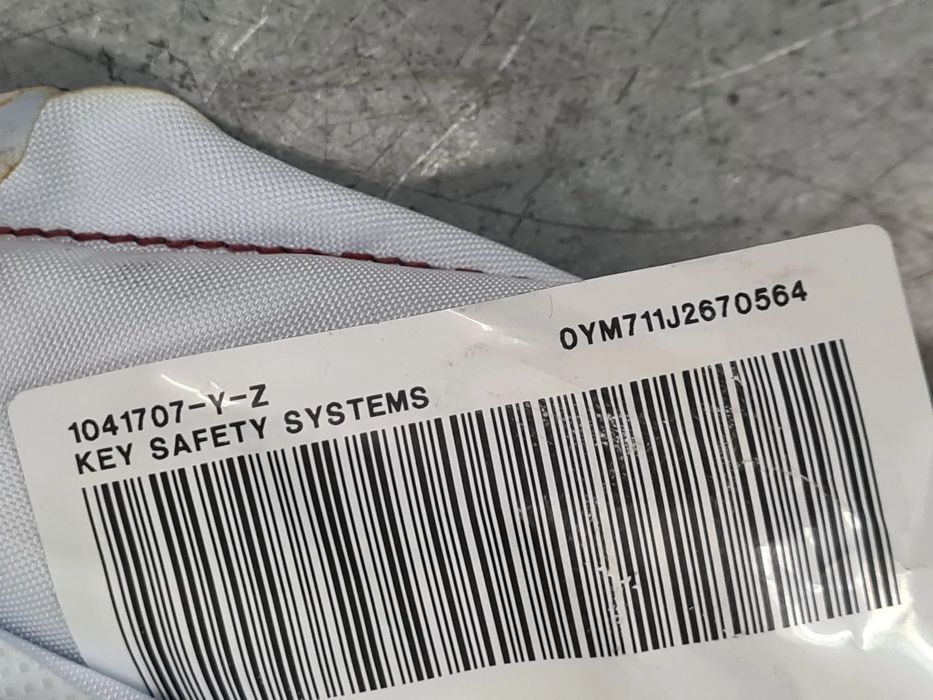 0YM711J2670564
1041707-Y-Z
KEY SAFETY SYSTEMS